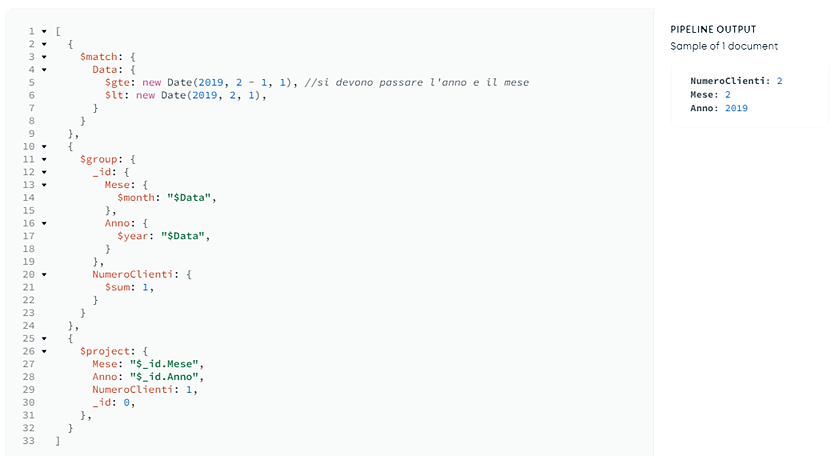 1 [
2 {
3 $match: {
4 Data: {
5 $gte: new Date(2019, 2 - 1, 1), //si devono passare l'anno e il mese
6 $lt: new Date(2019, 2, 1),
7 }
8 }
9 },
10 {
11 $group: {
12 _id: {
13 Mese: {
14 $month: "$Data",
15 },
16 Anno: {
17 $year: "$Data",
18 }
19 },
20 NumeroClienti: {
21 $sum: 1,
22 }
23 }
24 },
25 {
26 $project: {
27 Mese: "$_id.Mese",
28 Anno: "$_id.Anno",
29 NumeroClienti: 1,
30 _id: 0,
31 },
32 }
33 ]
PIPELINE OUTPUT
Sample of 1 document
NumeroClienti: 2
Mese: 2
Anno: 2019